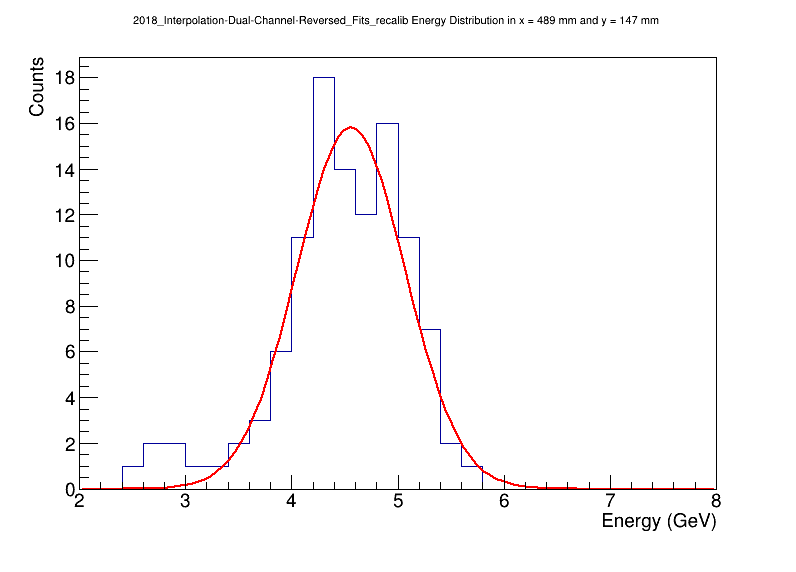 2018_Interpolation-Dual-Channel-Reversed_Fits_recalib Energy Distribution in x = 489 mm and y = 147 mm
Counts
18
16
14
12
10
8
6
4
2
0
2 3 4 5 6 7 8
Energy (GeV)